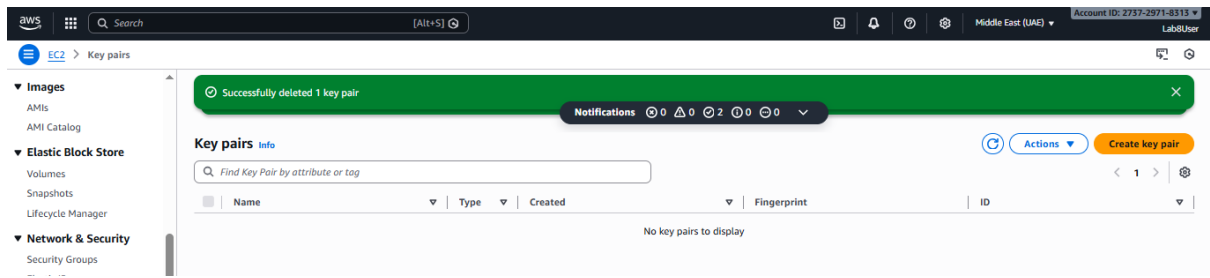 aws
Search
[Alt+S]
Middle East (UAE)
Account ID: 2737-2971-8313
Lab8User
EC2 > Key pairs
Images
AMIs
AMI Catalog
Elastic Block Store
Volumes
Snapshots
Lifecycle Manager
Network & Security
Security Groups
Successfully deleted 1 key pair
Notifications 0 0 2 0 0
Key pairs Info
Actions
Create key pair
Find Key Pair by attribute or tag
1
Name Type Created Fingerprint ID
No key pairs to display